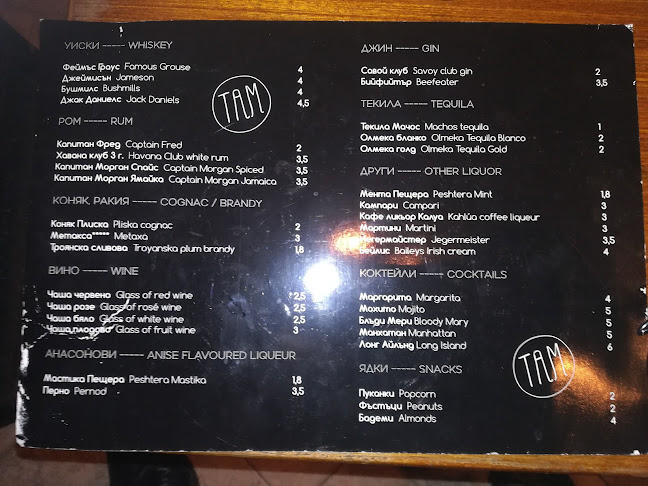 УИСКИ ----- WHISKEY
Феймъс Граус Famous Grouse 4
Джеймисън Jameson 4
Бушмилс Bushmills 4
Джак Даниелс Jack Daniels 4,5
ТАМ
РОМ ----- RUM
Капитан Фред Captain Fred 2
Хавана клуб 3 г. Havana Club white rum 3,5
Капитан Морган Спайс Captain Morgan Spiced 3,5
Капитан Морган Ямайка Captain Morgan Jamaica 3,5
КОНЯК, РАКИЯ ----- COGNAC / BRANDY
Коняк Плиска Pliska cognac 2
Метакса***** Metaxa 3
Троянска сливова Troyanska plum brandy 1,8
ВИНО ----- WINE
Чаша червено Glass of red wine 2,5
Чаша розе Glass of rosé wine 2,5
Чаша бяло Glass of white wine 2,5
Чаша плодово Glass of fruit wine 3
АНАСОНОВИ ----- ANISE FLAVOURED LIQUEUR
Мастика Пещера Peshtera Mastika 1,8
Перно Pernod 3,5
ДЖИН ----- GIN
Савой клуб Savoy club gin 2
Бийфийтър Beefeater 3,5
ТЕКИЛА ----- TEQUILA
Текила Мачос Machos tequila 1
Олмека бланко Olmeka Tequila Blanco 2
Олмека голд Olmeka Tequila Gold 2
ДРУГИ ----- OTHER LIQUOR
Мента Пещера Peshtera Mint 1,8
Кампари Campari 3
Кафе ликьор Калуа Kahlúa coffee liqueur 3
Мартини Martini 3
Йегермайстер Jegermeister 3,5
Бейлис Baileys Irish cream 4
КОКТЕЙЛИ ----- COCKTAILS
Маргарита Margarita 4
Мохито Mojito 5
Блъди Мери Bloody Mary 5
Манхатан Manhattan 5
Лонг Айлънд Long Island 6
ТАМ
ЯДКИ ----- SNACKS
Пуканки Popcorn 2
Фъстъци Peanuts 2
Бадеми Almonds 4